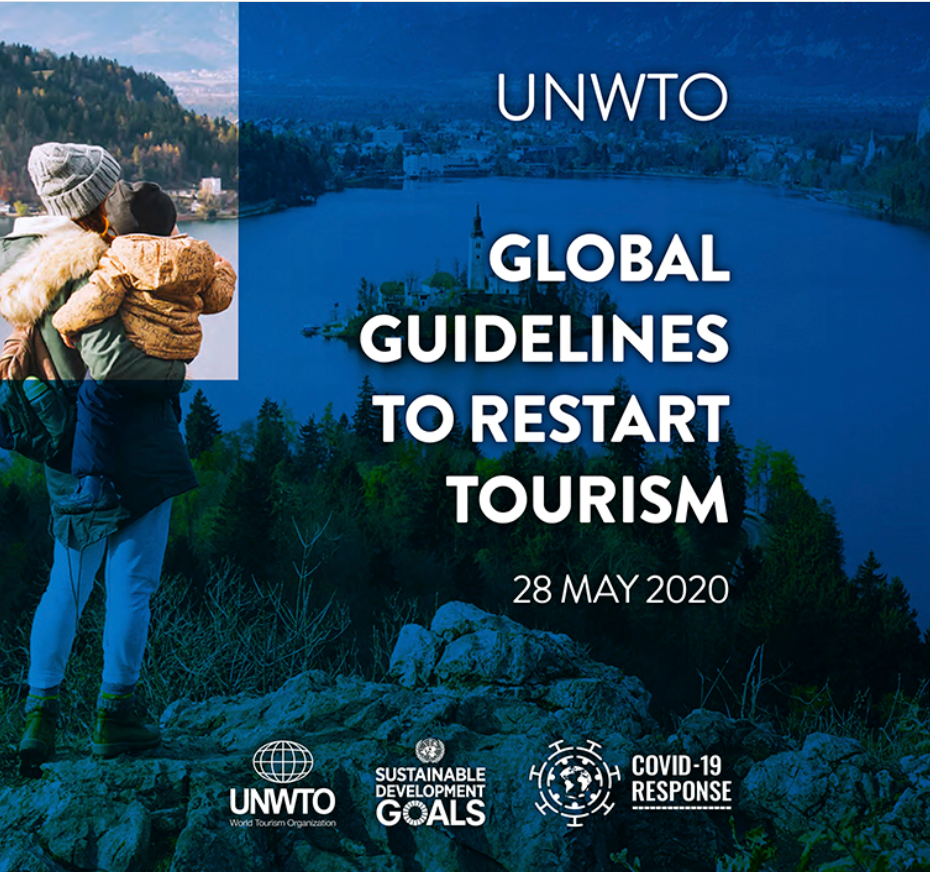 UNWTO
GLOBAL
GUIDELINES
TO RESTART
TOURISM
28 MAY 2020
UNWTO
World Tourism Organization
SUSTAINABLE
DEVELOPMENT
GOALS
COVID-19
RESPONSE